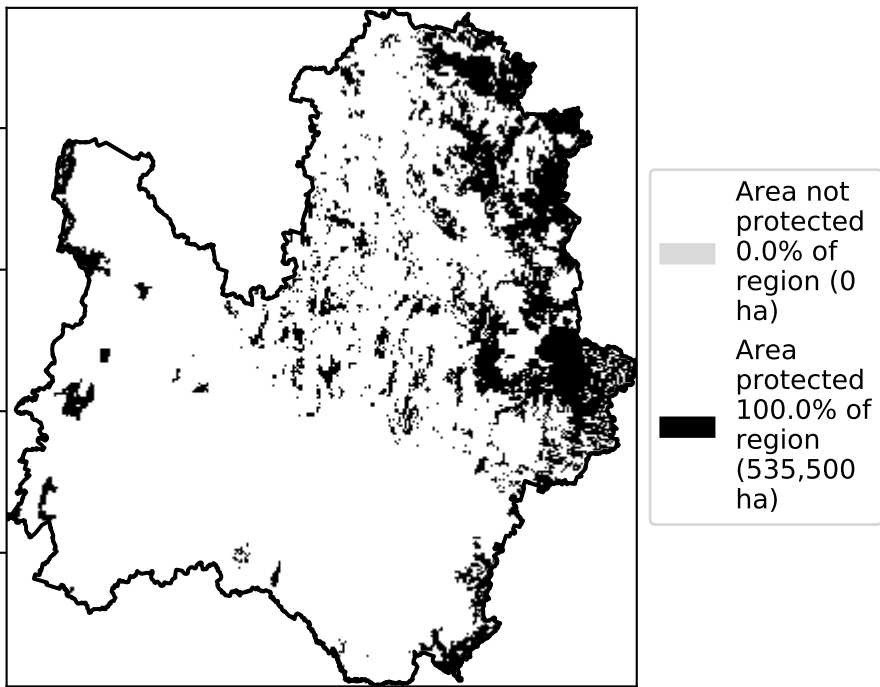 Area not
protected
0.0% of
region (0
ha)
Area
protected
100.0% of
region
(535,500
ha)